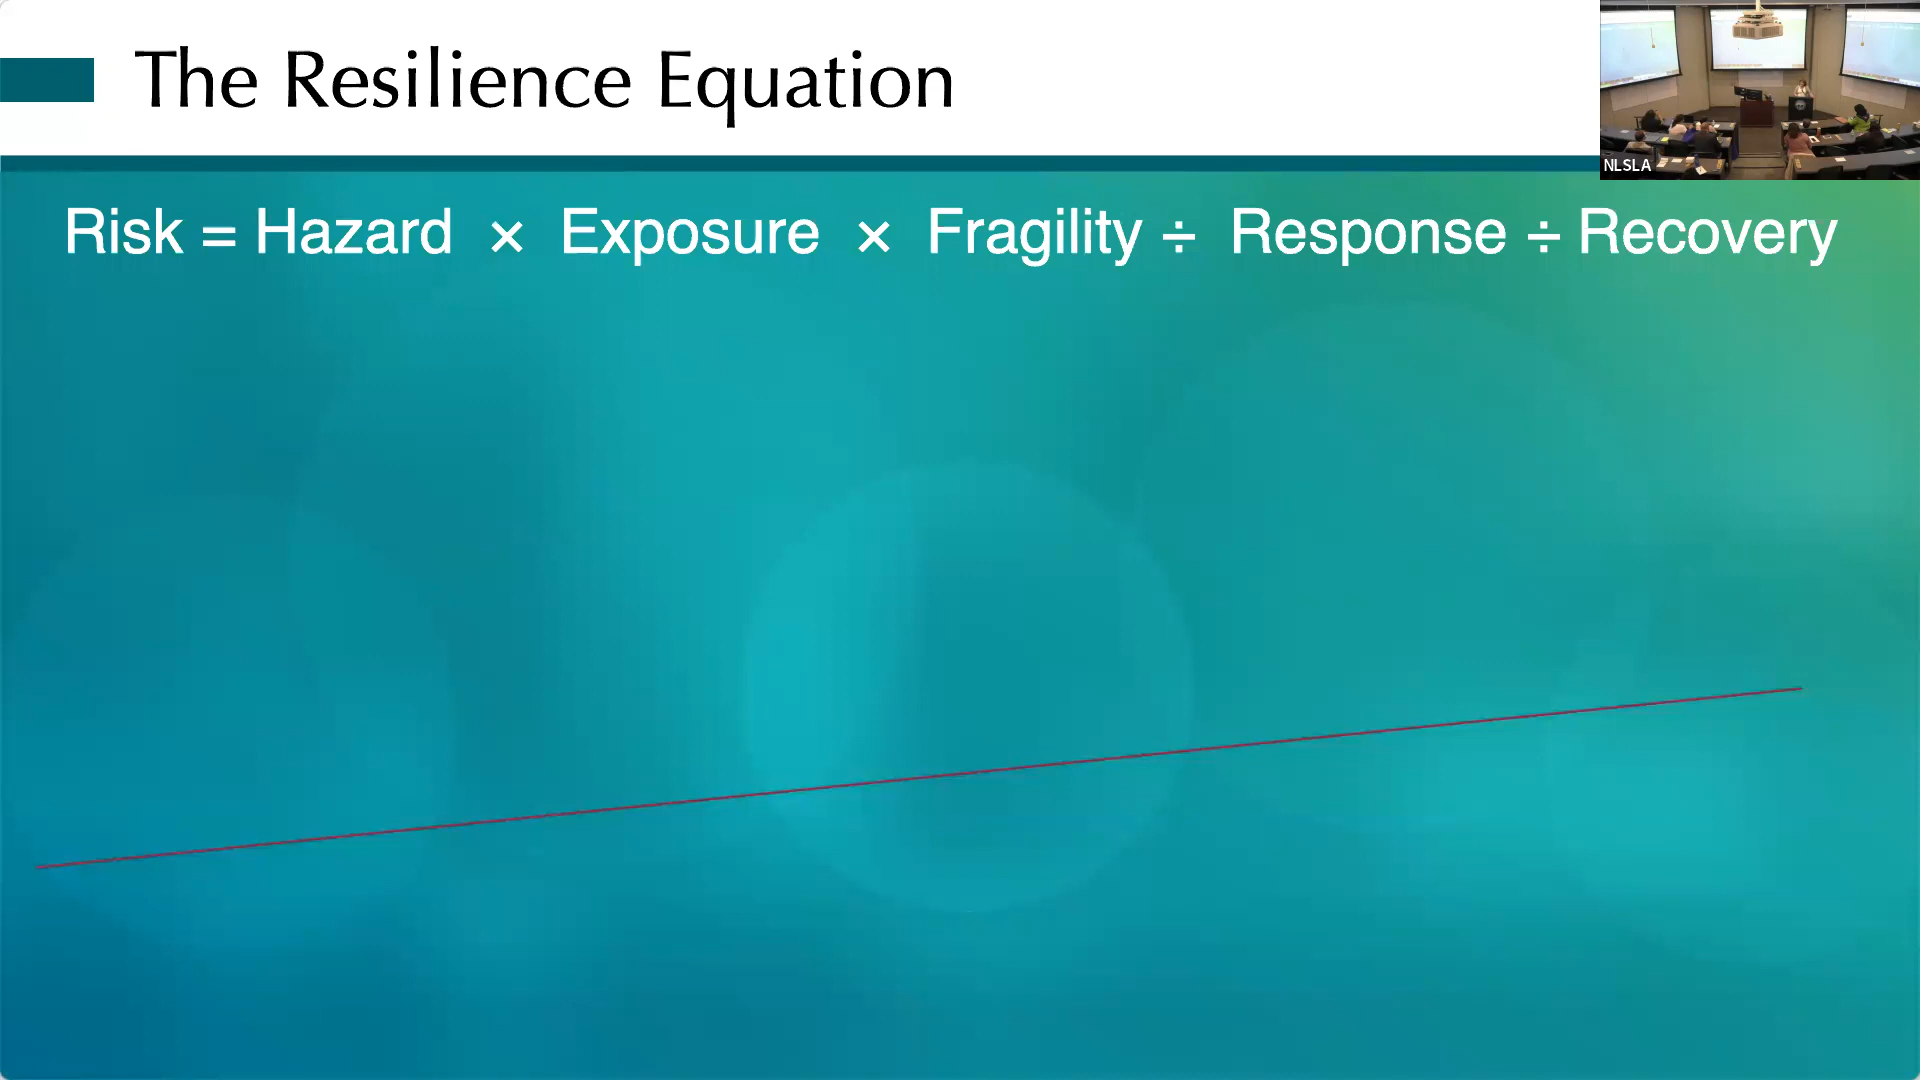 The Resilience Equation
NLSLA
Risk = Hazard × Exposure × Fragility ÷ Response ÷ Recovery